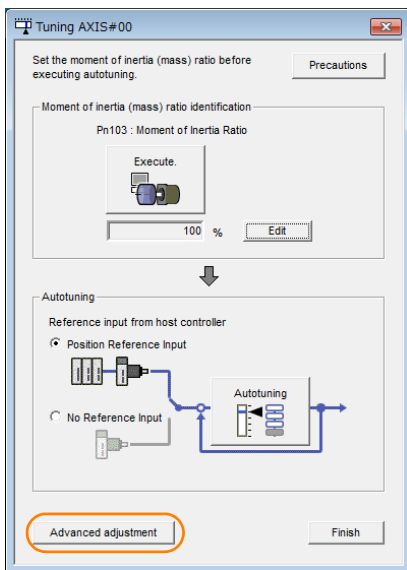 Tuning AXIS#00
Set the moment of inertia (mass) ratio before
executing autotuning.
Precautions
Moment of inertia (mass) ratio identification
Pn103 : Moment of Inertia Ratio
Execute.
100 %
Edit
Autotuning
Reference input from host controller
Position Reference Input
Autotuning
No Reference Input
Advanced adjustment
Finish